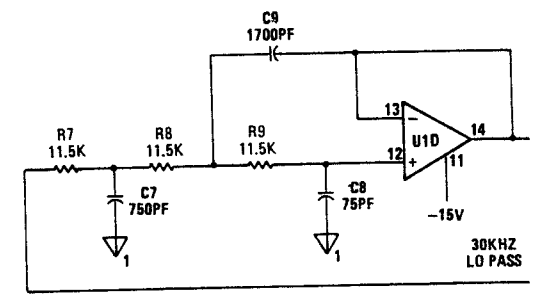 C9
1700PF
13
R7
11.5K
R8
11.5K
R9
11.5K
U1D
14
12
11
C7
750PF
C8
75PF
-15V
1
1
30KHZ
LO PASS